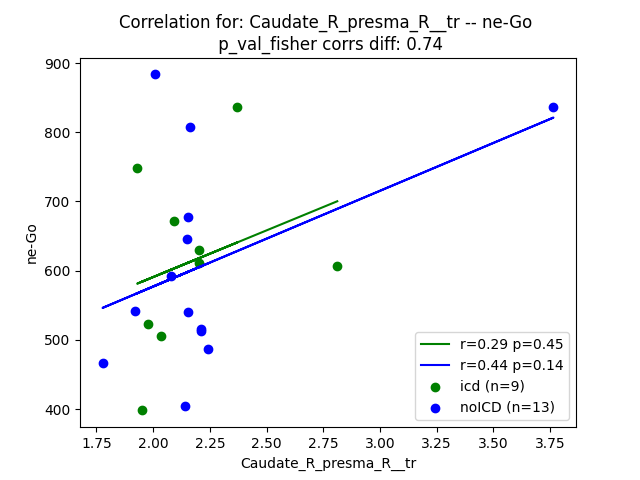 Correlation for: Caudate_R_presma_R__tr -- ne-Go
p_val_fisher corrs diff: 0.74
900
800
700
600
500
400
ne-Go
r=0.29 p=0.45
r=0.44 p=0.14
icd (n=9)
noICD (n=13)
1.75 2.00 2.25 2.50 2.75 3.00 3.25 3.50 3.75
Caudate_R_presma_R__tr